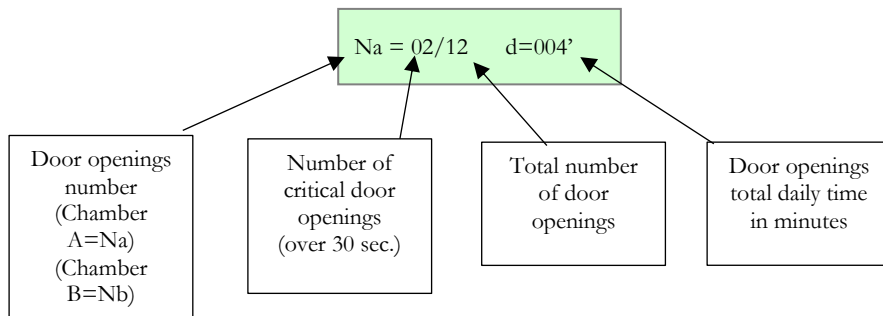 Na = 02/12 d=004’
Door openings
number
(Chamber
A=Na)
(Chamber
B=Nb)
Number of
critical door
openings
(over 30 sec.)
Total number
of door
openings
Door openings
total daily time
in minutes